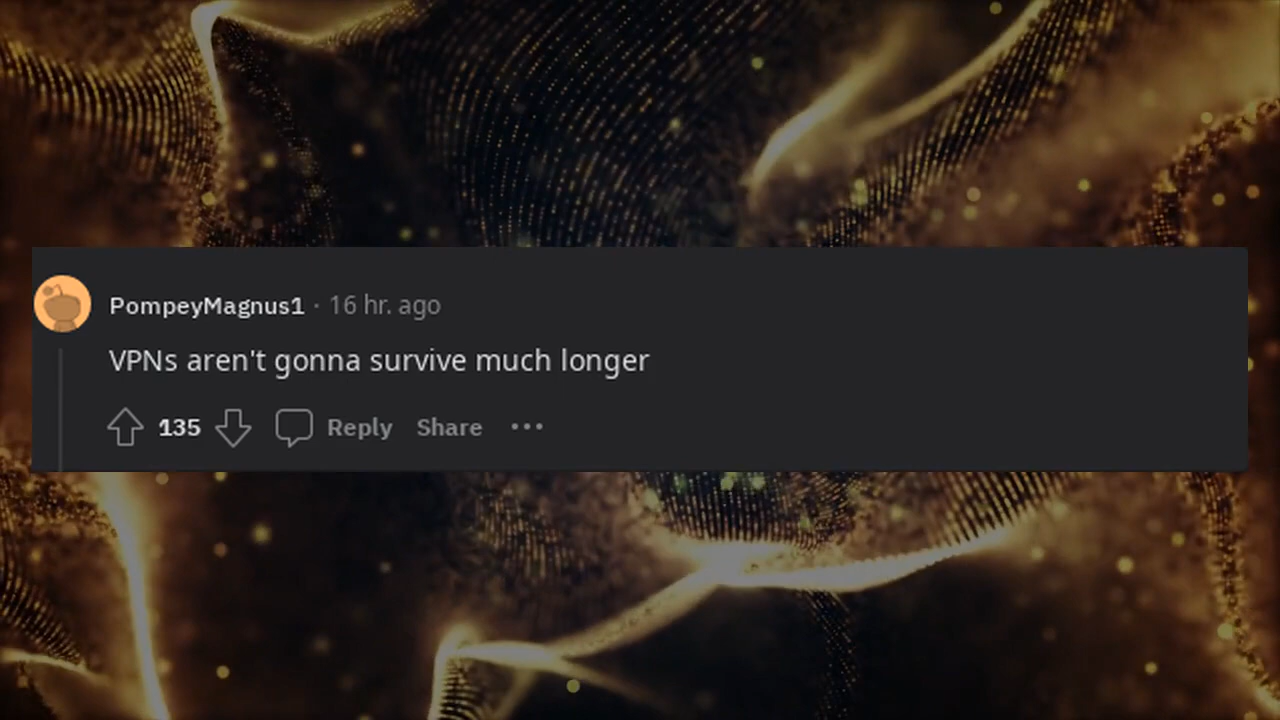 PompeyMagnus1 · 16 hr. ago
VPNs aren't gonna survive much longer
135 Reply Share ···